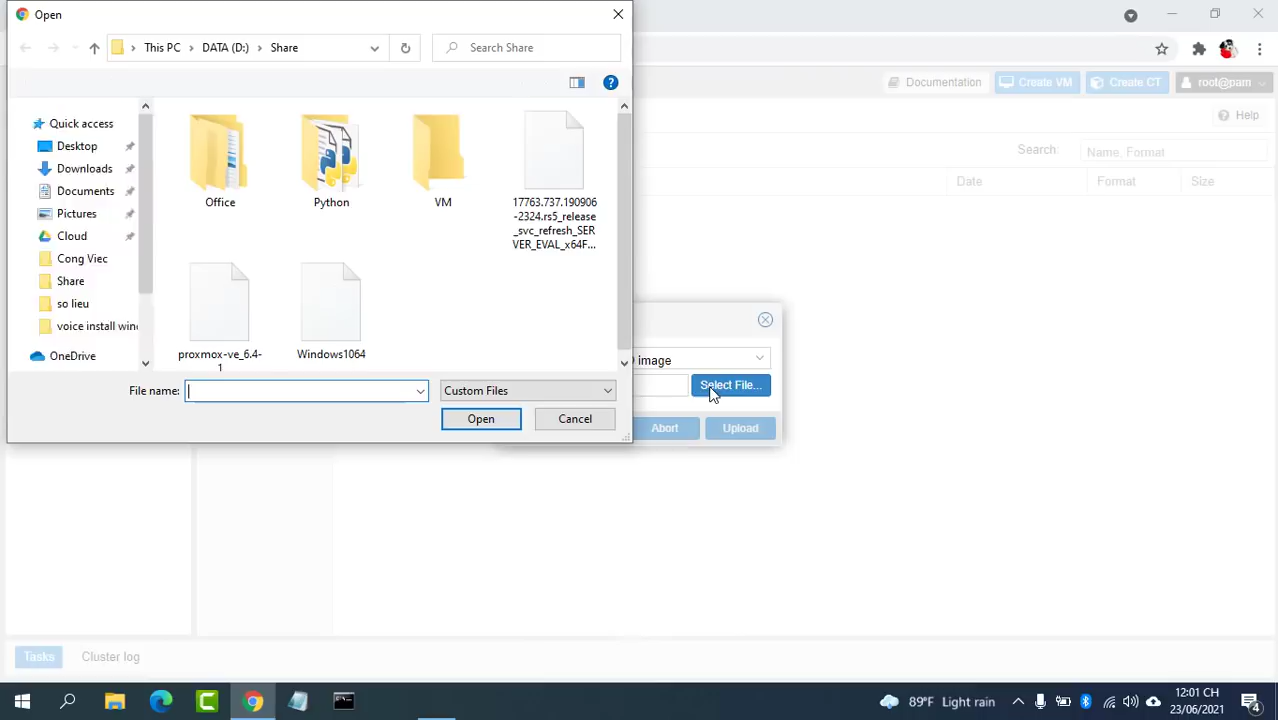 Open
This PC
DATA (D:)
Share
Search Share
Documentation
Create VM
Create CT
root@pam
Help
Search:
Name, Format
Date
Format
Size
Quick access
Desktop
Downloads
Documents
Pictures
Cloud
Cong Viec
Share
so lieu
voice install win
OneDrive
Office
Python
VM
17763.737.190906
-2324.rs5_release
_svc_refresh_SER
VER_EVAL_x64F...
proxmox-ve_6.4-
1
Windows1064
image
Select File...
File name:
Custom Files
Open
Cancel
Abort
Upload
Tasks
Cluster log
89°F Light rain
12:01 CH
23/06/2021
4